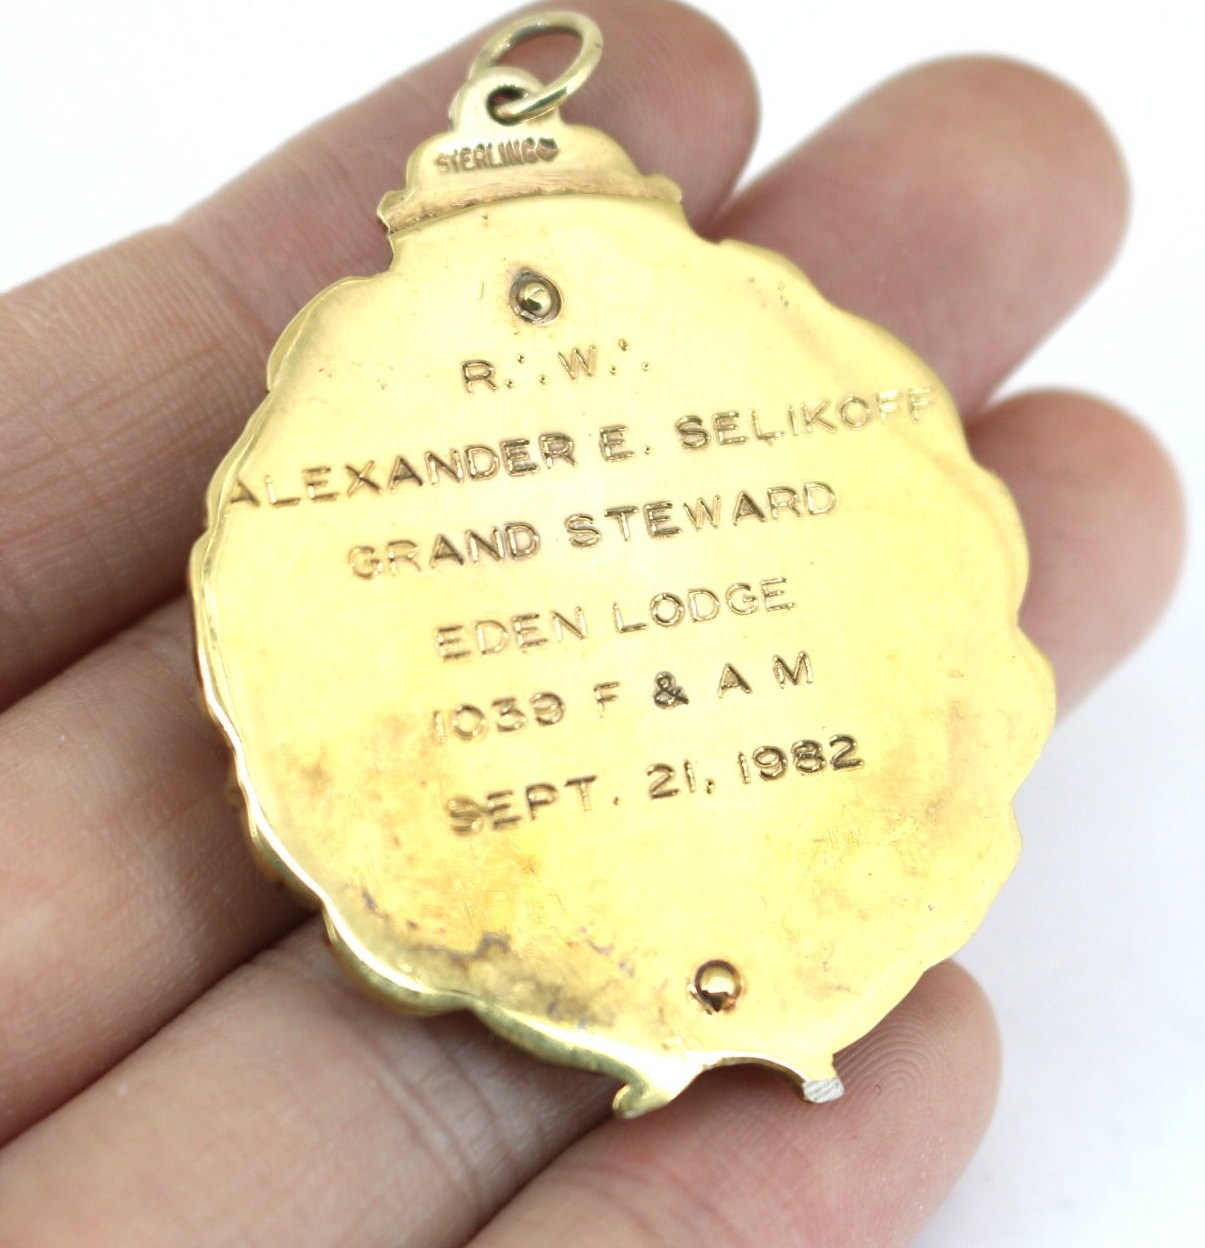 STERLING
R∴ W∴
ALEXANDER E. SELIKOFF
GRAND STEWARD
EDEN LODGE
1039 F & A M
SEPT. 21, 1982